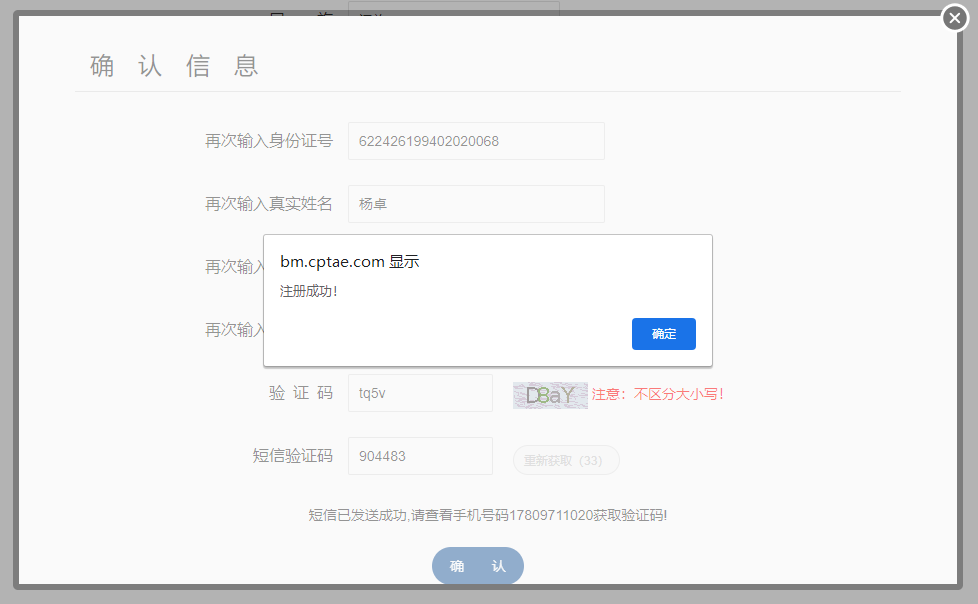 确 认 信 息
再次输入身份证号 622426199402020068
再次输入真实姓名 杨卓
再次输入
bm.cptae.com 显示
注册成功!
确定
再次输入
验 证 码 tq5v D8aY 注意：不区分大小写!
短信验证码 904483 重新获取 (33)
短信已发送成功,请查看手机号码17809711020获取验证码!
确 认